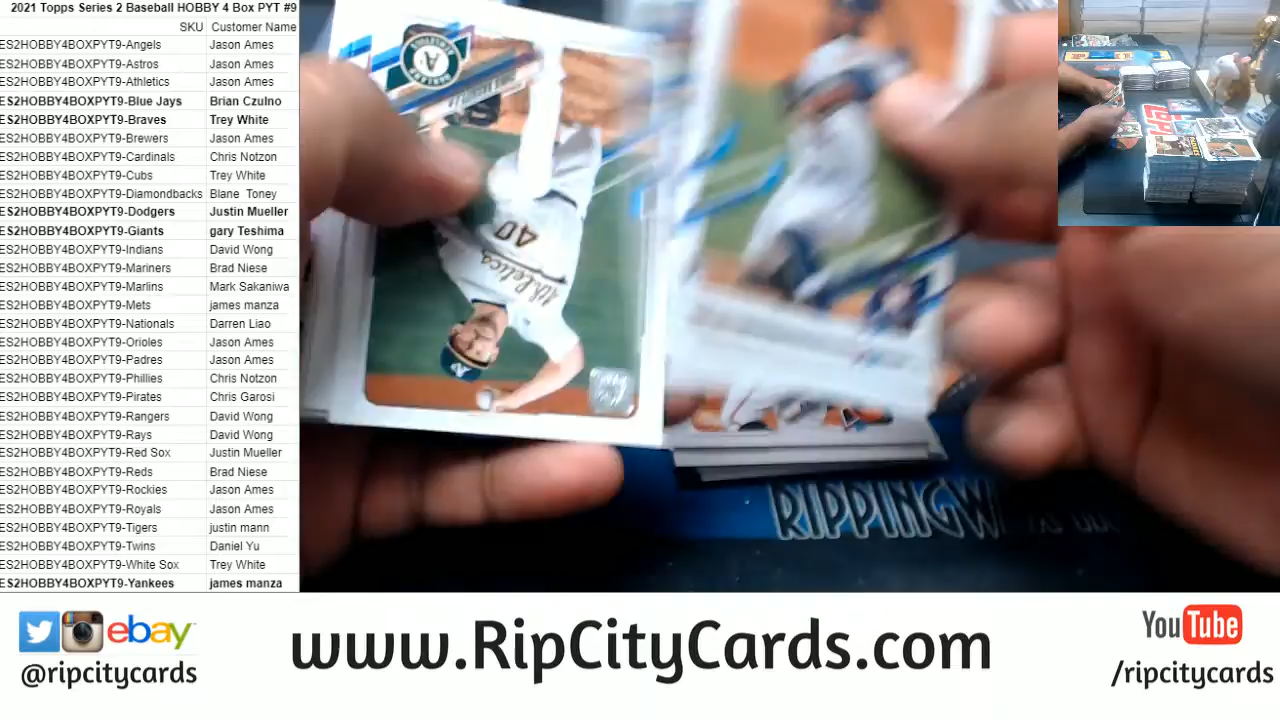 2021 Topps Series 2 Baseball HOBBY 4 Box PYT #9
SKU Customer Name
ES2HOBBY4BOXPYT9-Angels Jason Ames
ES2HOBBY4BOXPYT9-Astros Jason Ames
ES2HOBBY4BOXPYT9-Athletics Jason Ames
ES2HOBBY4BOXPYT9-Blue Jays Brian Czulno
ES2HOBBY4BOXPYT9-Braves Trey White
ES2HOBBY4BOXPYT9-Brewers Jason Ames
ES2HOBBY4BOXPYT9-Cardinals Chris Notzon
ES2HOBBY4BOXPYT9-Cubs Trey White
ES2HOBBY4BOXPYT9-Diamondbacks Blane Toney
ES2HOBBY4BOXPYT9-Dodgers Justin Mueller
ES2HOBBY4BOXPYT9-Giants gary Teshima
ES2HOBBY4BOXPYT9-Indians David Wong
ES2HOBBY4BOXPYT9-Mariners Brad Niese
ES2HOBBY4BOXPYT9-Marlins Mark Sakaniwa
ES2HOBBY4BOXPYT9-Mets james manza
ES2HOBBY4BOXPYT9-Nationals Darren Liao
ES2HOBBY4BOXPYT9-Orioles Jason Ames
ES2HOBBY4BOXPYT9-Padres Jason Ames
ES2HOBBY4BOXPYT9-Phillies Chris Notzon
ES2HOBBY4BOXPYT9-Pirates Chris Garosi
ES2HOBBY4BOXPYT9-Rangers David Wong
ES2HOBBY4BOXPYT9-Rays David Wong
ES2HOBBY4BOXPYT9-Red Sox Justin Mueller
ES2HOBBY4BOXPYT9-Reds Brad Niese
ES2HOBBY4BOXPYT9-Rockies Jason Ames
ES2HOBBY4BOXPYT9-Royals Jason Ames
ES2HOBBY4BOXPYT9-Tigers justin mann
ES2HOBBY4BOXPYT9-Twins Daniel Yu
ES2HOBBY4BOXPYT9-White Sox Trey White
ES2HOBBY4BOXPYT9-Yankees james manza
Athletics
40
RIPPINGW
ebay
@ripcitycards
www.RipCityCards.com
YouTube
/ripcitycards